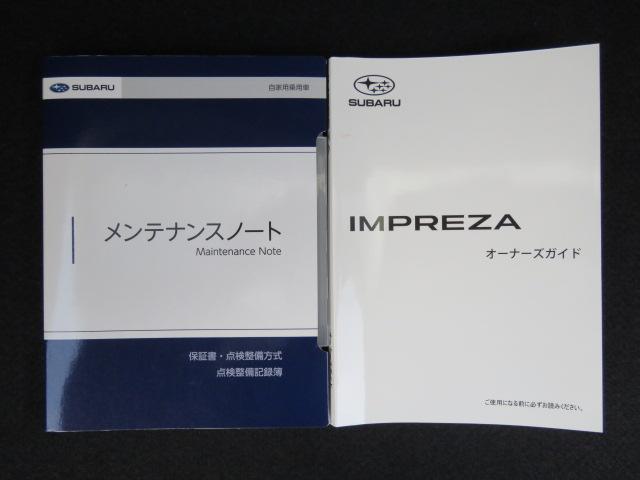 SUBARU
自家用乗用車
メンテナンスノート
Maintenance Note
保証書・点検整備方式
点検整備記録簿
SUBARU
IMPREZA
オーナーズガイド
ご使用になる前に必ずお読みください。